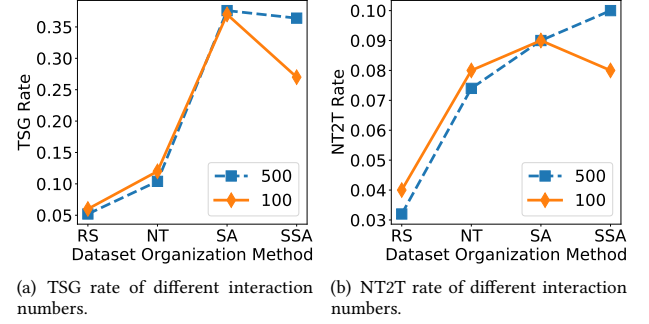 TSG Rate
0.35
0.30
0.25
0.20
0.15
0.10
0.05
RS NT SA SSA
Dataset Organization Method
500
100
(a) TSG rate of different interaction
numbers.
NT2T Rate
0.10
0.09
0.08
0.07
0.06
0.05
0.04
0.03
RS NT SA SSA
Dataset Organization Method
500
100
(b) NT2T rate of different interaction
numbers.